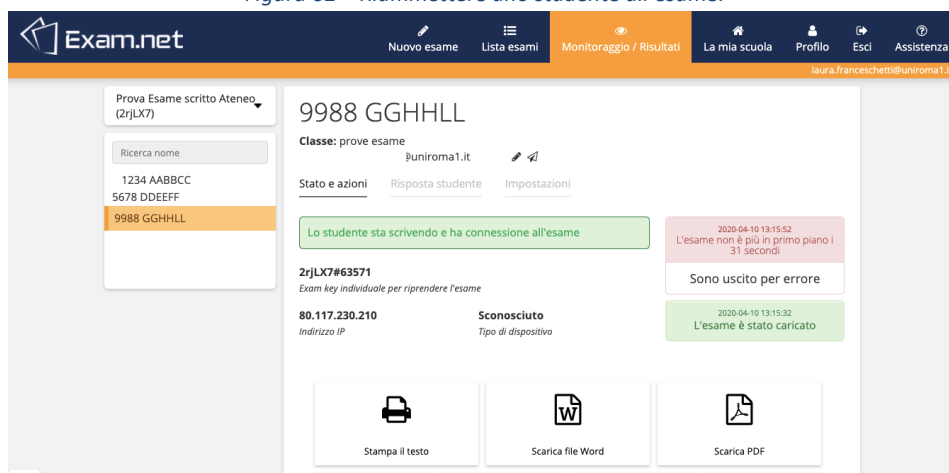 Exam.net
Nuovo esame
Lista esami
Monitoraggio / Risultati
La mia scuola
Profilo
Esci
Assistenza
laura.franceschetti@uniroma1.i
Prova Esame scritto Ateneo
(2rjLX7)
Ricerca nome
1234 AABBCC
5678 DDEEFF
9988 GGHHLL
9988 GGHHLL
Classe: prove esame
@uniroma1.it
Stato e azioni
Risposta studente
Impostazioni
Lo studente sta scrivendo e ha connessione all'esame
2rjLX7#63571
Exam key individuale per riprendere l'esame
80.117.230.210
Indirizzo IP
Sconosciuto
Tipo di dispositivo
2020-04-10 13:15:52
L'esame non è più in primo piano i
31 secondi
Sono uscito per errore
2020-04-10 13:15:32
L'esame è stato caricato
Stampa il testo
Scarica file Word
Scarica PDF